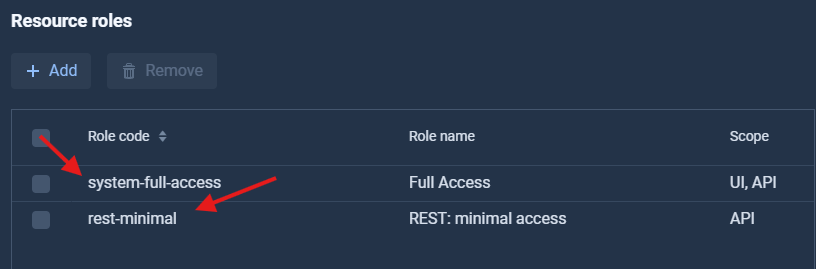 Resource roles
+ Add Remove
Role code Role name Scope
system-full-access Full Access UI, API
rest-minimal REST: minimal access API